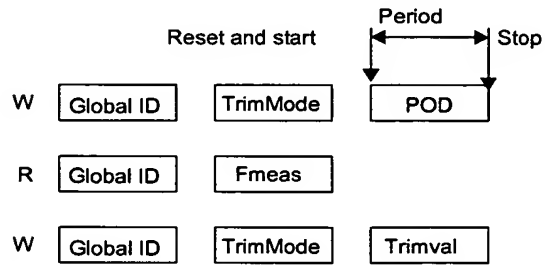 Period
Reset and start Stop
W Global ID TrimMode POD
R Global ID Fmeas
W Global ID TrimMode Trimval